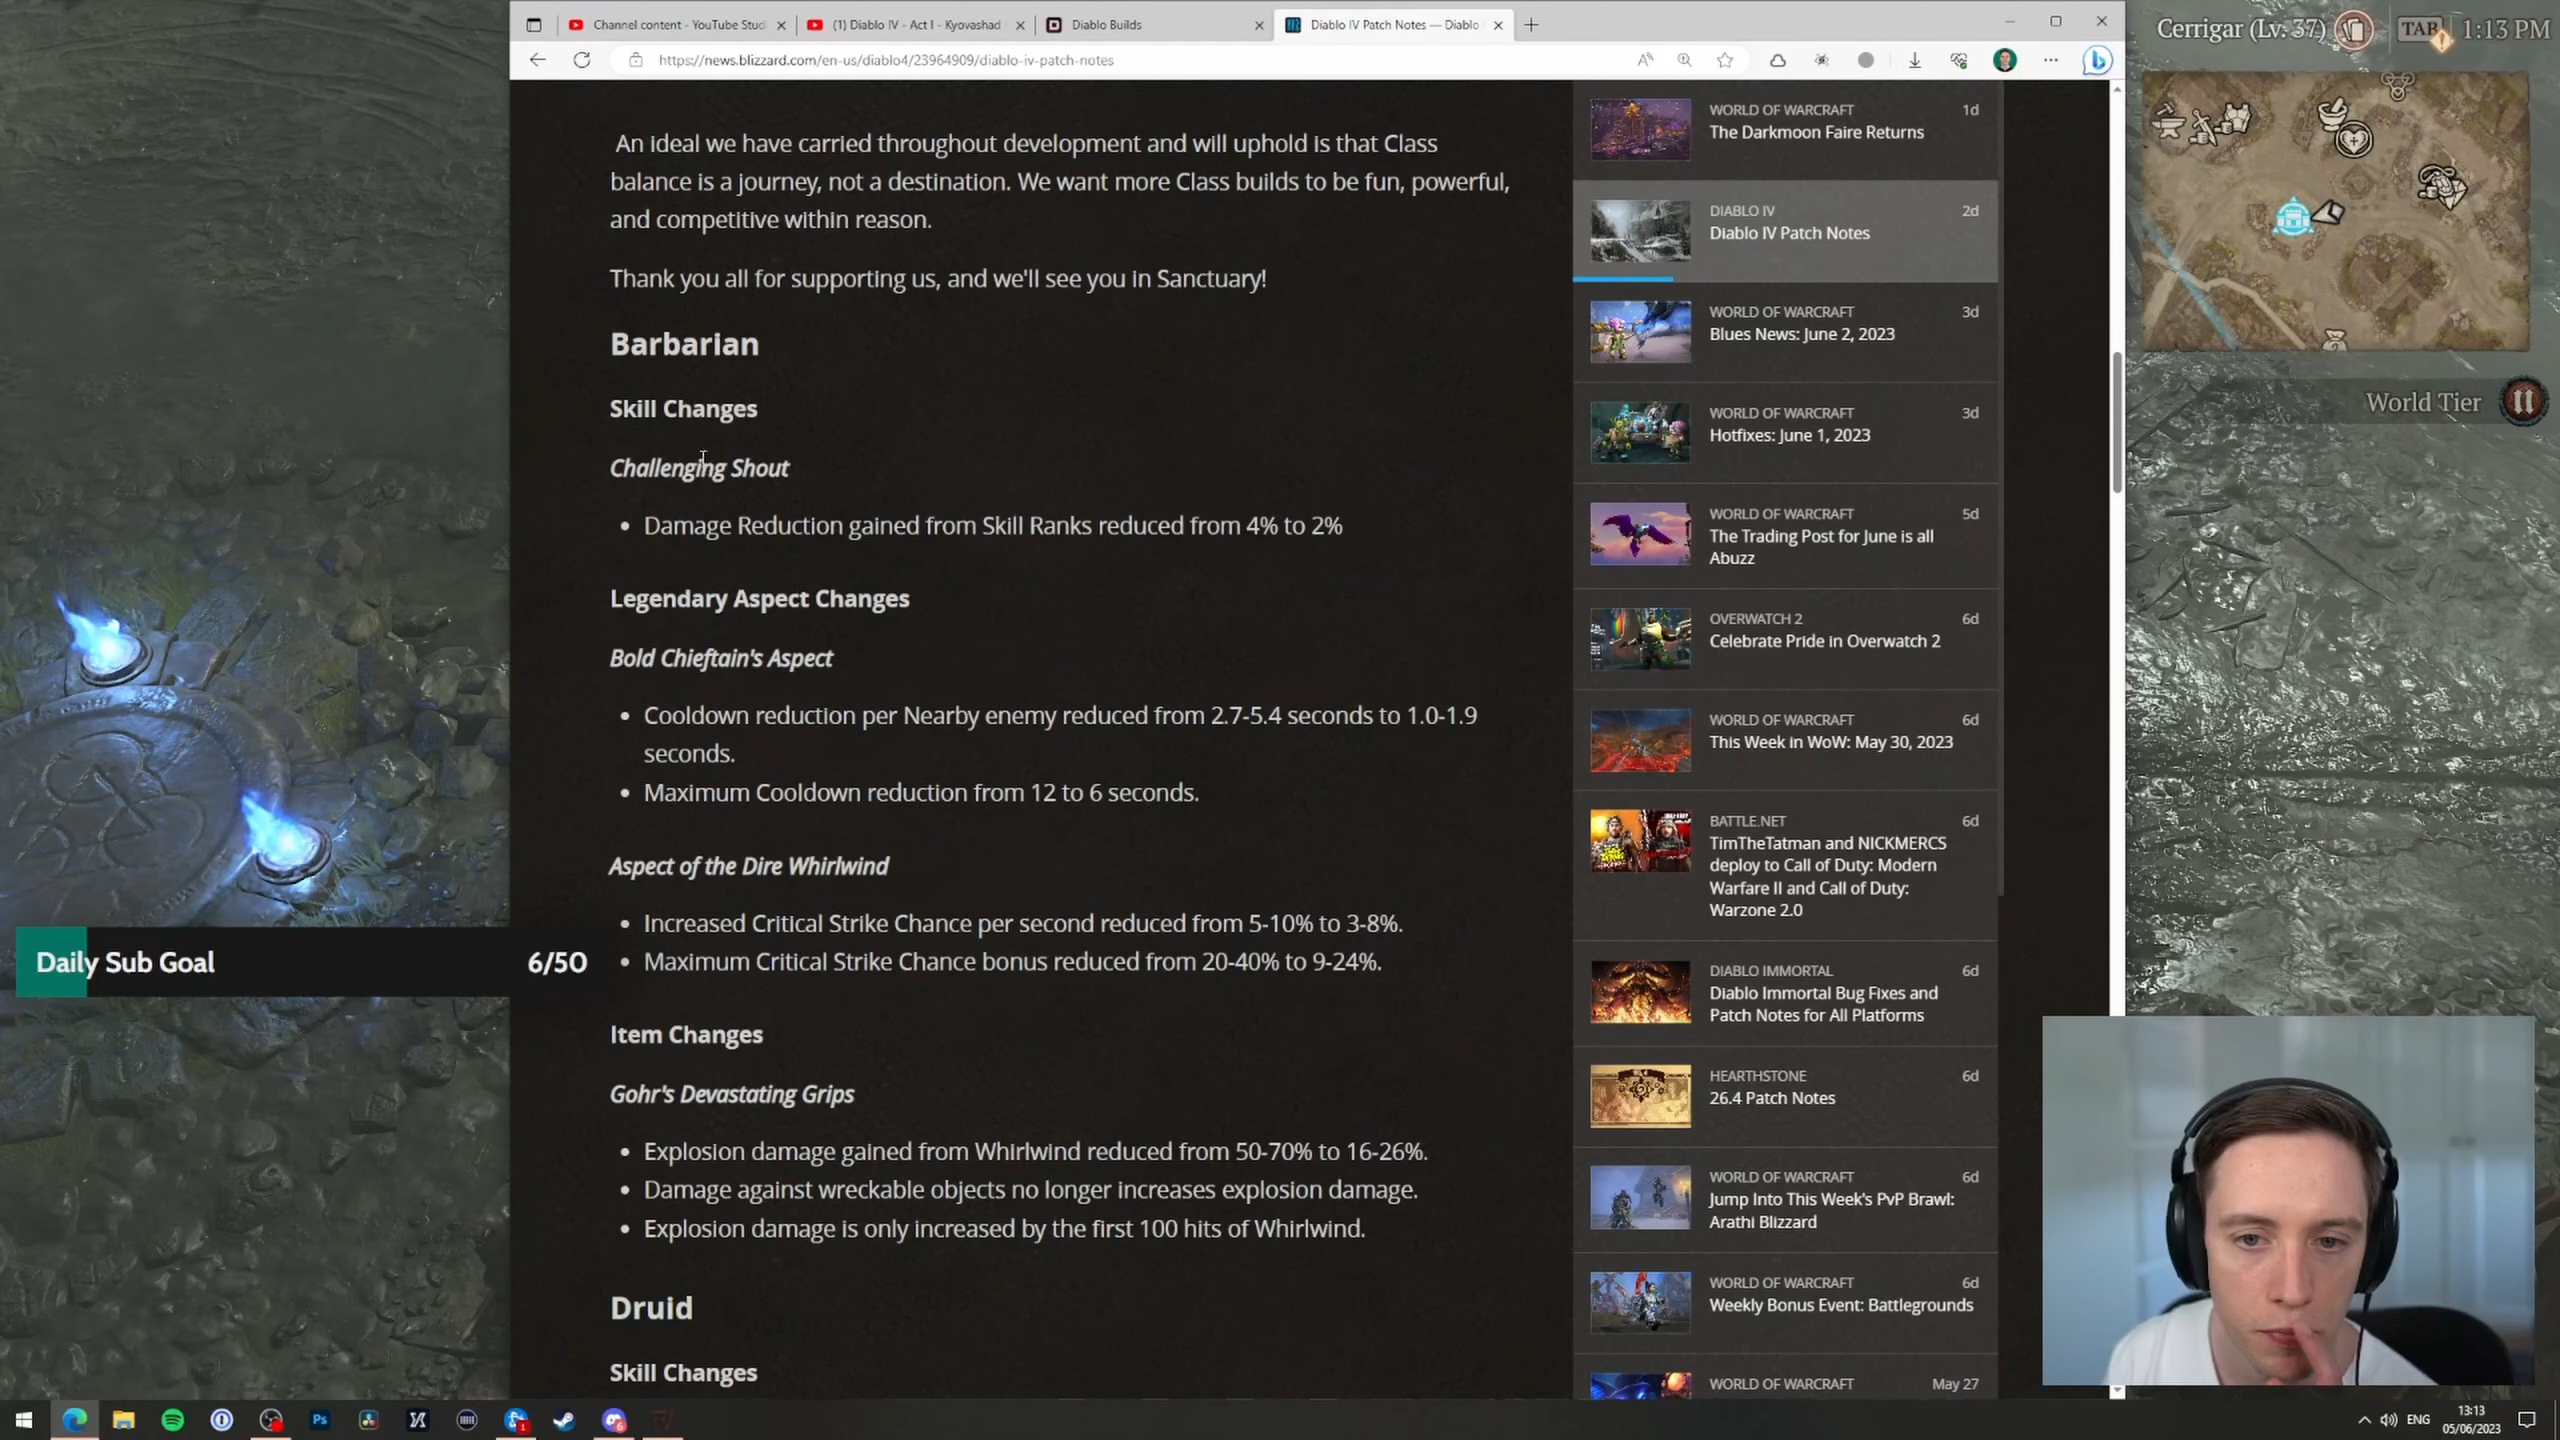 Channel content - YouTube Stud
(1) Diablo IV - Act I - Kyovashad
Diablo Builds
Diablo IV Patch Notes — Diablo
https://news.blizzard.com/en-us/diablo4/23964909/diablo-iv-patch-notes
Cerrigar (Lv. 37)
TAB
1:13 PM
World Tier
II
An ideal we have carried throughout development and will uphold is that Class
balance is a journey, not a destination. We want more Class builds to be fun, powerful,
and competitive within reason.
Thank you all for supporting us, and we'll see you in Sanctuary!
Barbarian
Skill Changes
Challenging Shout
• Damage Reduction gained from Skill Ranks reduced from 4% to 2%
Legendary Aspect Changes
Bold Chieftain's Aspect
• Cooldown reduction per Nearby enemy reduced from 2.7-5.4 seconds to 1.0-1.9
seconds.
• Maximum Cooldown reduction from 12 to 6 seconds.
Aspect of the Dire Whirlwind
• Increased Critical Strike Chance per second reduced from 5-10% to 3-8%.
• Maximum Critical Strike Chance bonus reduced from 20-40% to 9-24%.
Item Changes
Gohr's Devastating Grips
• Explosion damage gained from Whirlwind reduced from 50-70% to 16-26%.
• Damage against wreckable objects no longer increases explosion damage.
• Explosion damage is only increased by the first 100 hits of Whirlwind.
Druid
Skill Changes
WORLD OF WARCRAFT 1d
The Darkmoon Faire Returns
DIABLO IV 2d
Diablo IV Patch Notes
WORLD OF WARCRAFT 3d
Blues News: June 2, 2023
WORLD OF WARCRAFT 3d
Hotfixes: June 1, 2023
WORLD OF WARCRAFT 5d
The Trading Post for June is all
Abuzz
OVERWATCH 2 6d
Celebrate Pride in Overwatch 2
WORLD OF WARCRAFT 6d
This Week in WoW: May 30, 2023
BATTLE.NET 6d
TimTheTatman and NICKMERCS
deploy to Call of Duty: Modern
Warfare II and Call of Duty:
Warzone 2.0
DIABLO IMMORTAL 6d
Diablo Immortal Bug Fixes and
Patch Notes for All Platforms
HEARTHSTONE 6d
26.4 Patch Notes
WORLD OF WARCRAFT 6d
Jump Into This Week's PvP Brawl:
Arathi Blizzard
WORLD OF WARCRAFT 6d
Weekly Bonus Event: Battlegrounds
WORLD OF WARCRAFT May 27
Daily Sub Goal 6/50
Ps
ENG
13:13
05/06/2023